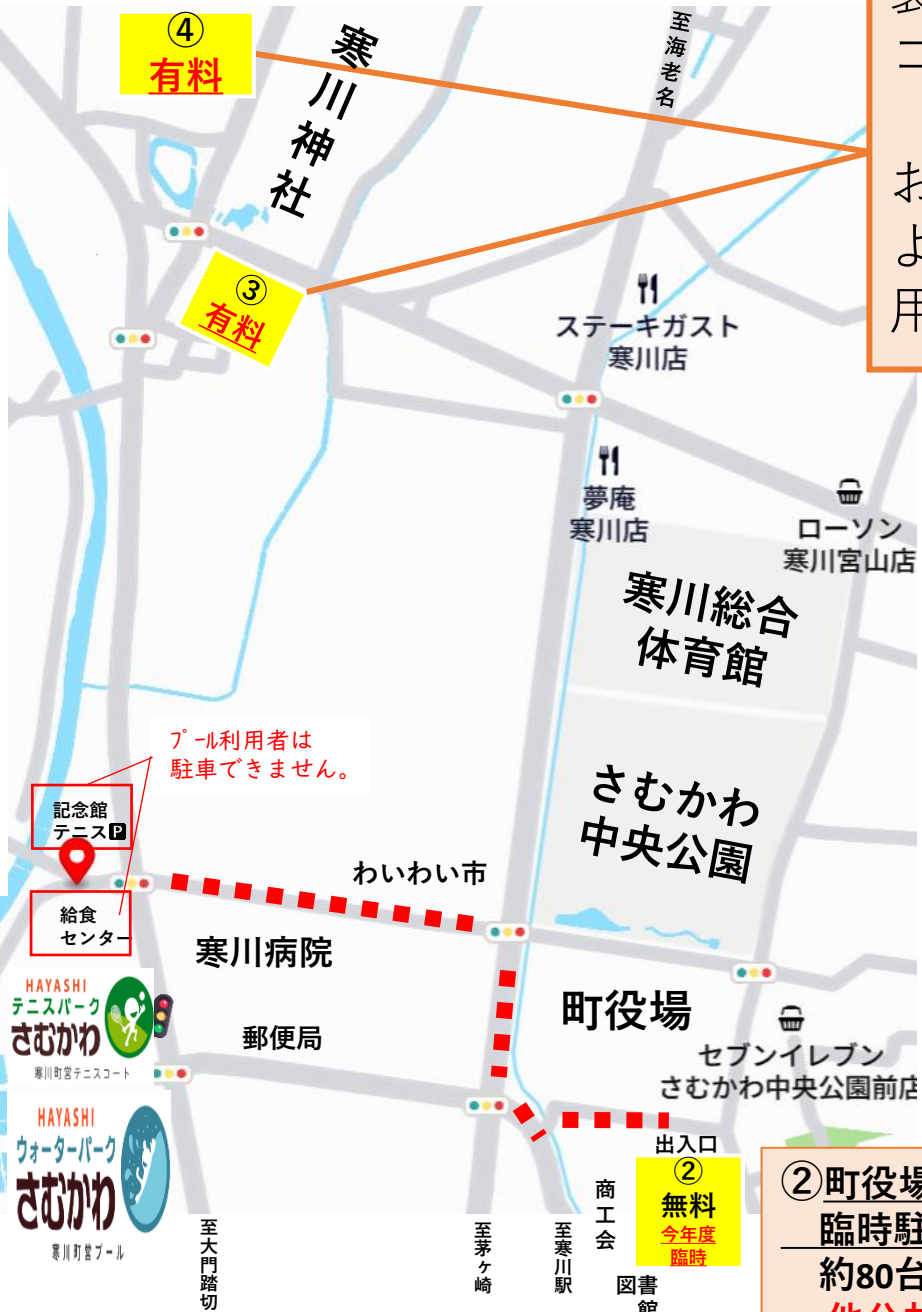 ④
有料
寒川神社
至海老名
コ
お
よ
用
③
有料
ステーキガスト
寒川店
夢庵
寒川店
ローソン
寒川宮山店
寒川総合
体育館
さむかわ
中央公園
ﾌﾟｰﾙ利用者は
駐車できません。
記念館
テニスP
給食
センター
わいわい市
寒川病院
町役場
郵便局
セブンイレブン
さむかわ中央公園前店
HAYASHI
テニスパーク
さむかわ
寒川町営テニスコート
HAYASHI
ウォーターパーク
さむかわ
寒川町営プール
出入口
②
無料
今年度
臨時
商工会
図書館
至大門踏切
至茅ヶ崎
至寒川駅
②町役場
臨時駐
約80台